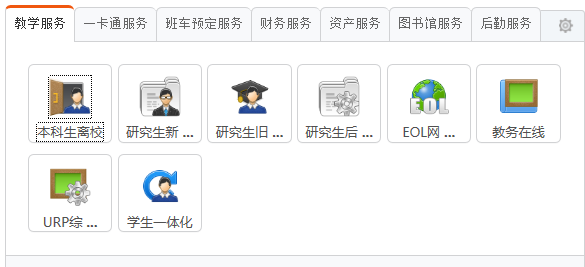 教学服务 一卡通服务 班车预定服务 财务服务 资产服务 图书馆服务 后勤服务
本科生离校 研究生新 ... 研究生旧 ... 研究生后 ... EOL网 ... 教务在线
URP综 ... 学生一体化